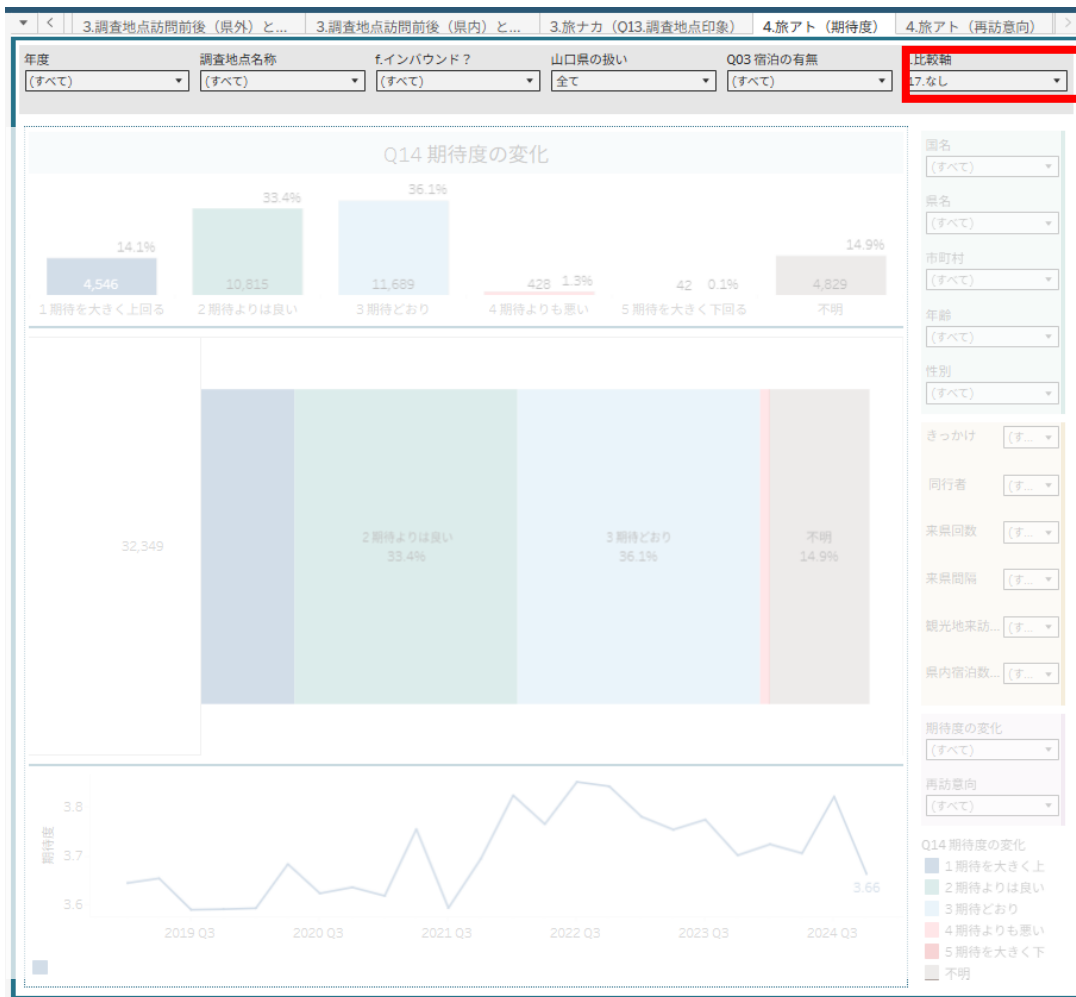 3.調査地点訪問前後（県外）と...
3.調査地点訪問前後（県内）と...
3.旅ナカ（Q13.調査地点印象）
4.旅アト（期待度）
4.旅アト（再訪意向）
年度
(すべて)
調査地点名称
(すべて)
f.インバウンド？
(すべて)
山口県の扱い
全て
Q03 宿泊の有無
(すべて)
.比較軸
17.なし
Q14 期待度の変化
14.1%
33.4%
36.1%
428 1.3%
42 0.1%
14.9%
4,546
10,815
11,689
4,829
1 期待を大きく上回る
2 期待よりは良い
3 期待どおり
4 期待よりも悪い
5 期待を大きく下回る
不明
32,349
2 期待よりは良い
33.4%
3 期待どおり
36.1%
不明
14.9%
期待度
3.8
3.7
3.6
3.66
2019 Q3
2020 Q3
2021 Q3
2022 Q3
2023 Q3
2024 Q3
国名
(すべて)
県名
(すべて)
市町村
(すべて)
年齢
(すべて)
性別
(すべて)
きっかけ (す...
同行者 (す...
来県回数 (す...
来県間隔 (す...
観光地来訪... (す...
県内宿泊数... (す...
期待度の変化
(すべて)
再訪意向
(すべて)
Q14 期待度の変化
1 期待を大きく上
2 期待よりは良い
3 期待どおり
4 期待よりも悪い
5 期待を大きく下
不明